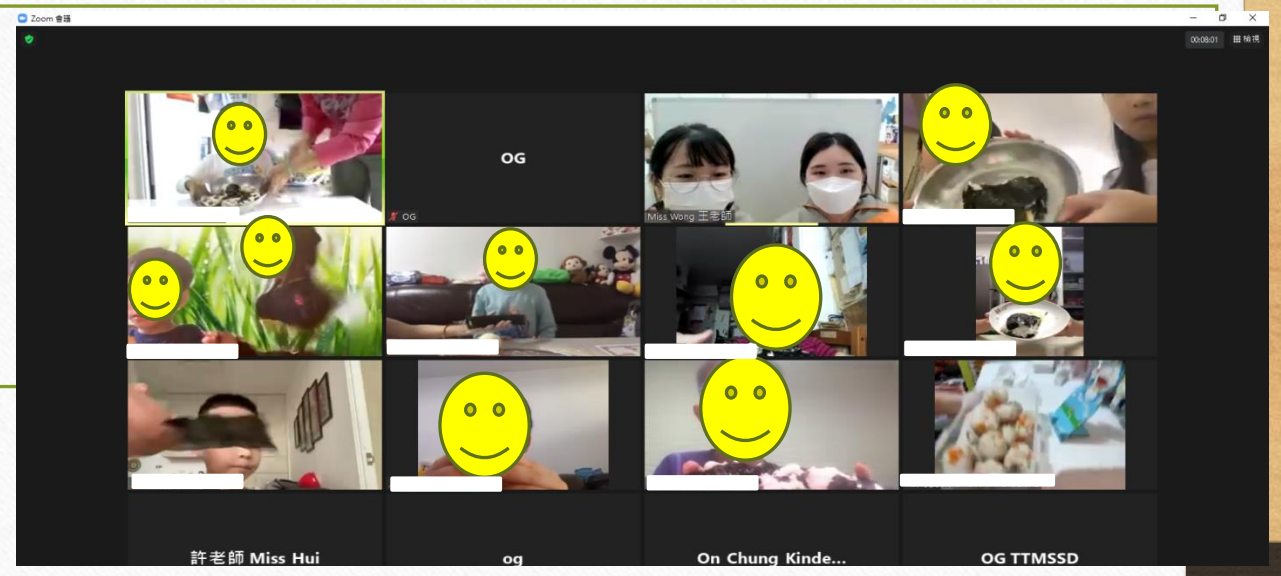 Zoom 會議
00:08:01 檢視
OG
OG
Miss Wong 王老師
許老師 Miss Hui
og
On Chung Kinde...
OG TTMSSD